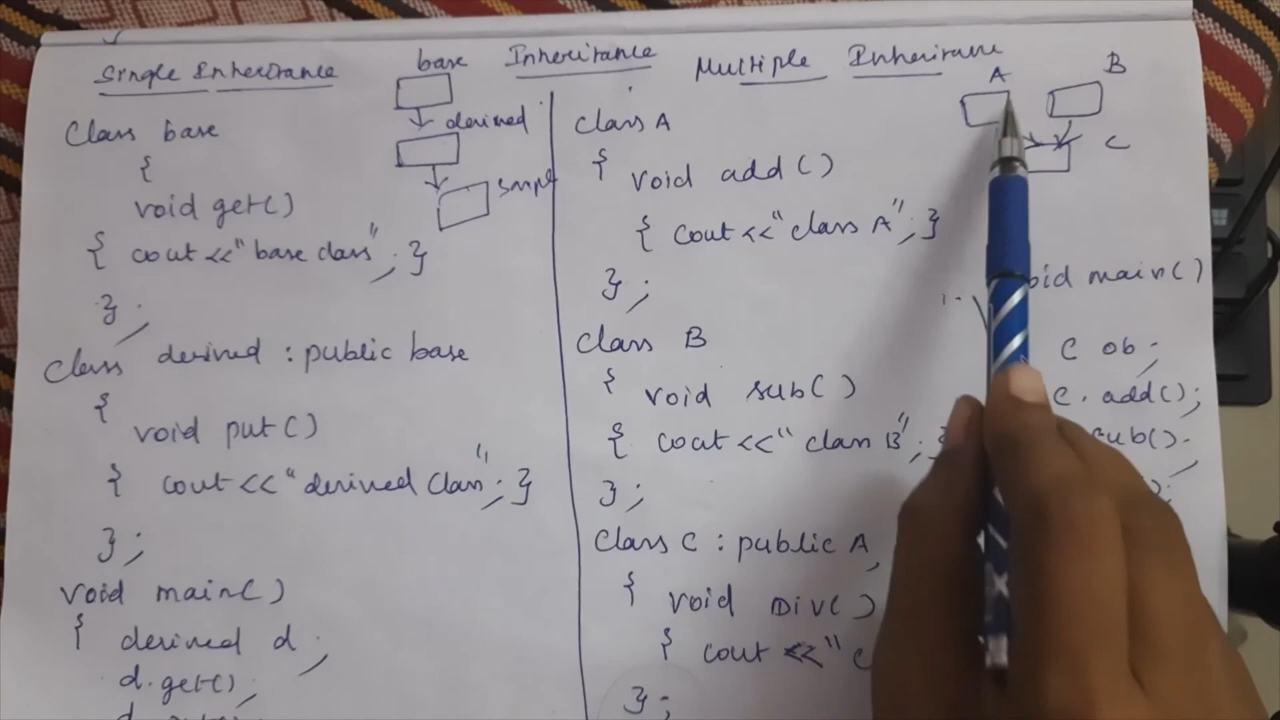 Inheritance
Single Inheritance
base
derived
Class base
{
void get()
{ cout << "base class"; }
};
Class derived : public base
{
void put()
{ cout << "derived class"; }
};
void main()
{ derived d;
d.get();
Multiple Inheritance
A
B
C
Class A
{ void add()
{ cout << "class A"; }
};
Class B
{ void sub()
{ cout << "class B"; }
};
Class C : public A,
{ void Div()
{ cout << "c
};
main()
C ob;
C. add();
sub();